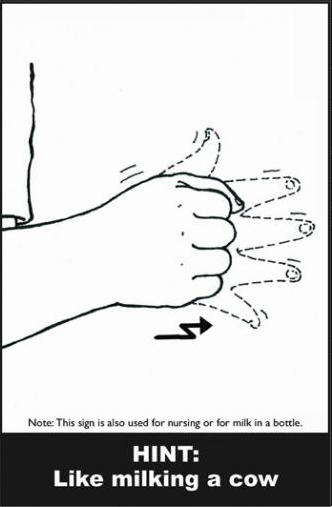 Note: This sign is also used for nursing or for milk in a bottle.
HINT:
Like milking a cow